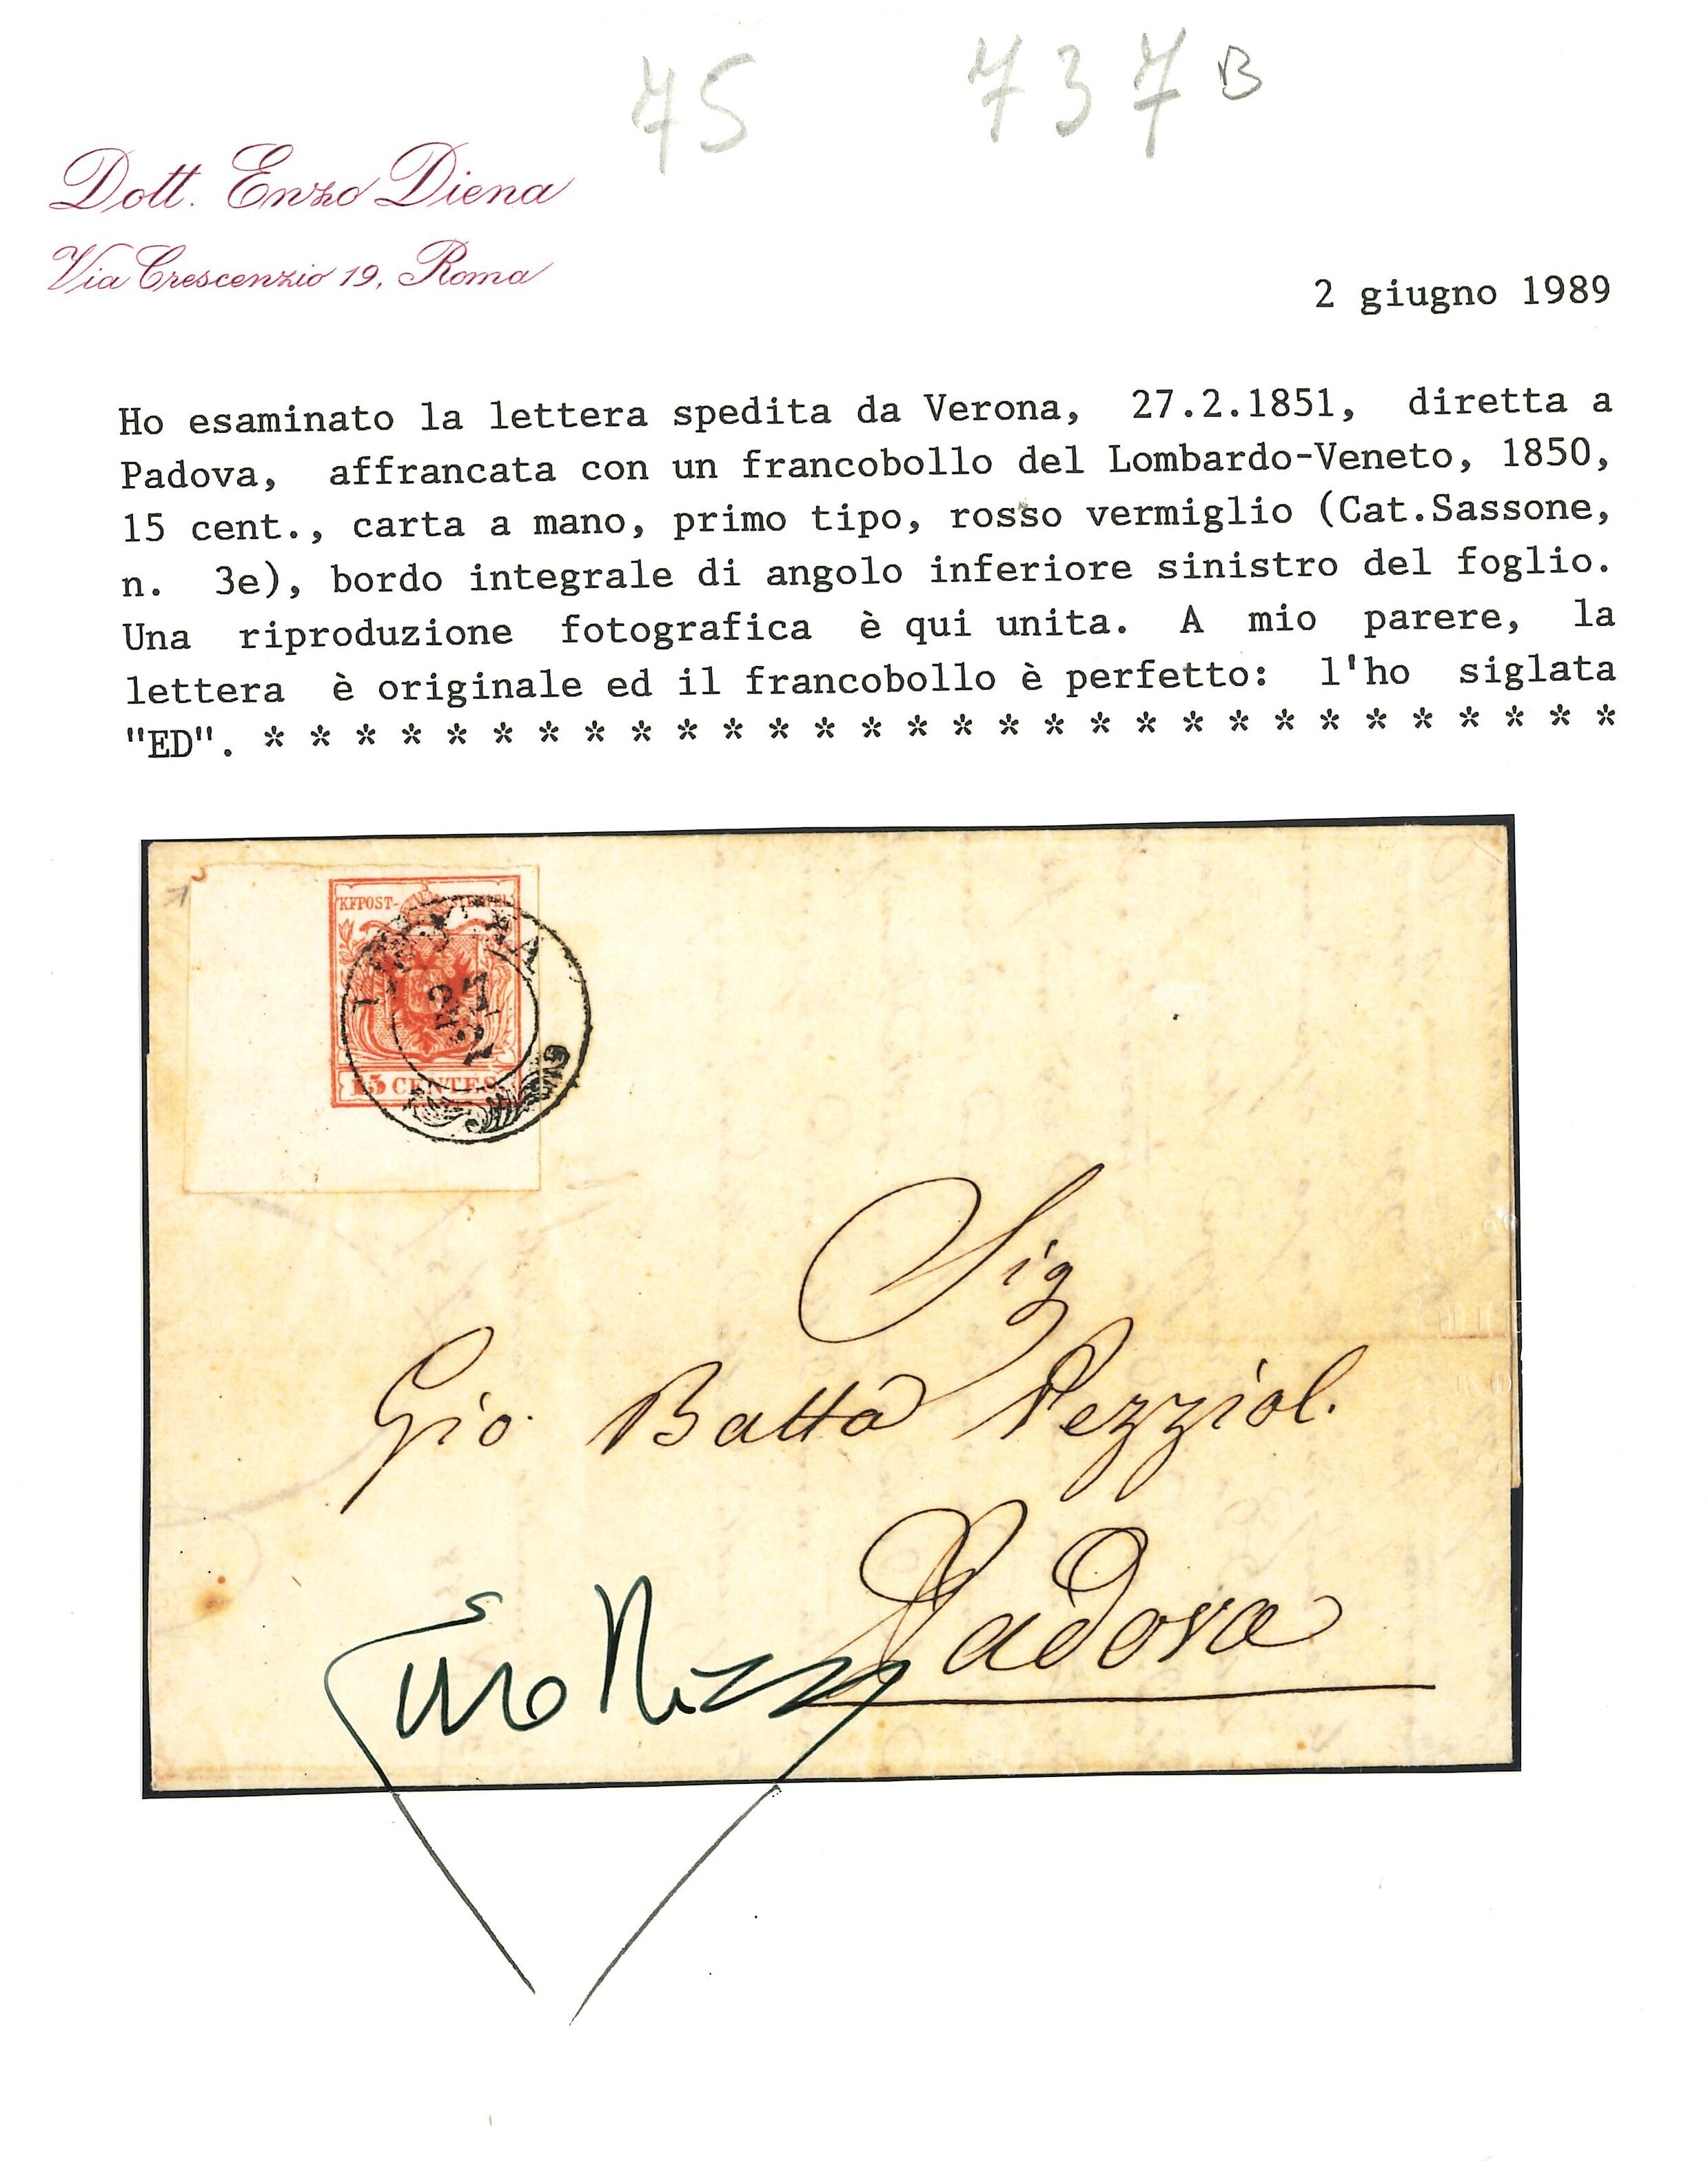 45 737 B
Dott. Enzo Diena
Via Crescenzio 19, Roma
2 giugno 1989
Ho esaminato la lettera spedita da Verona, 27.2.1851, diretta a
Padova, affrancata con un francobollo del Lombardo-Veneto, 1850,
15 cent., carta a mano, primo tipo, rosso vermiglio (Cat.Sassone,
n. 3e), bordo integrale di angolo inferiore sinistro del foglio.
Una riproduzione fotografica è qui unita. A mio parere, la
lettera è originale ed il francobollo è perfetto: l'ho siglata
"ED". * * * * * * * * * * * * * * * * * * * * * * * * * * * * * *
KKPOST-STEMPEL
27
2
15 CENTES
Sig
Gio. Batta Pezziol.
Padova